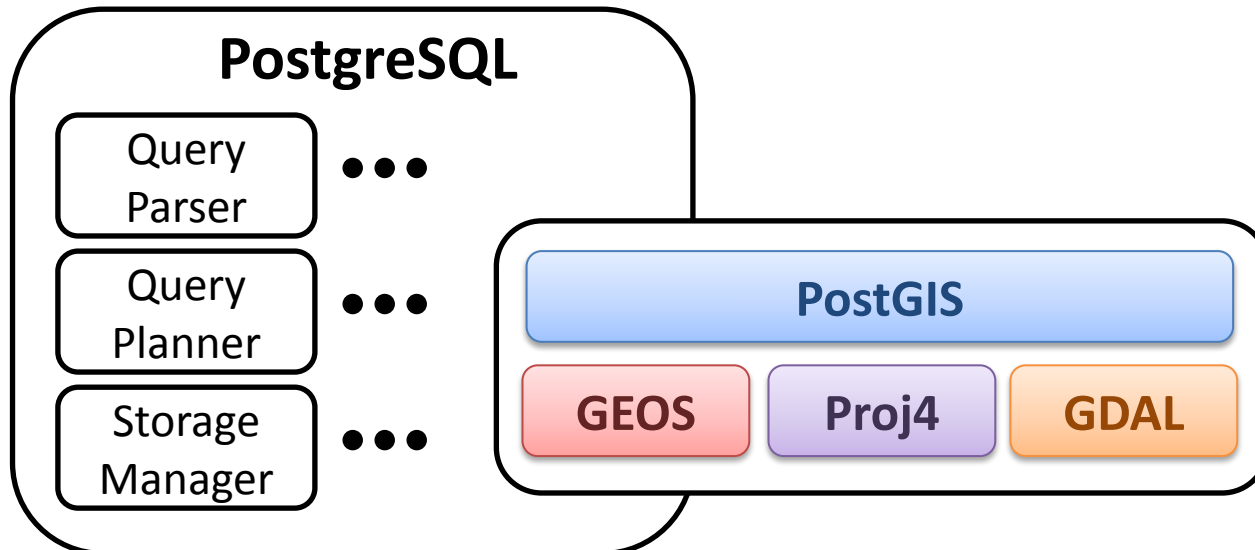 PostgreSQL
Query
Parser
Query
Planner
Storage
Manager
PostGIS
GEOS
Proj4
GDAL